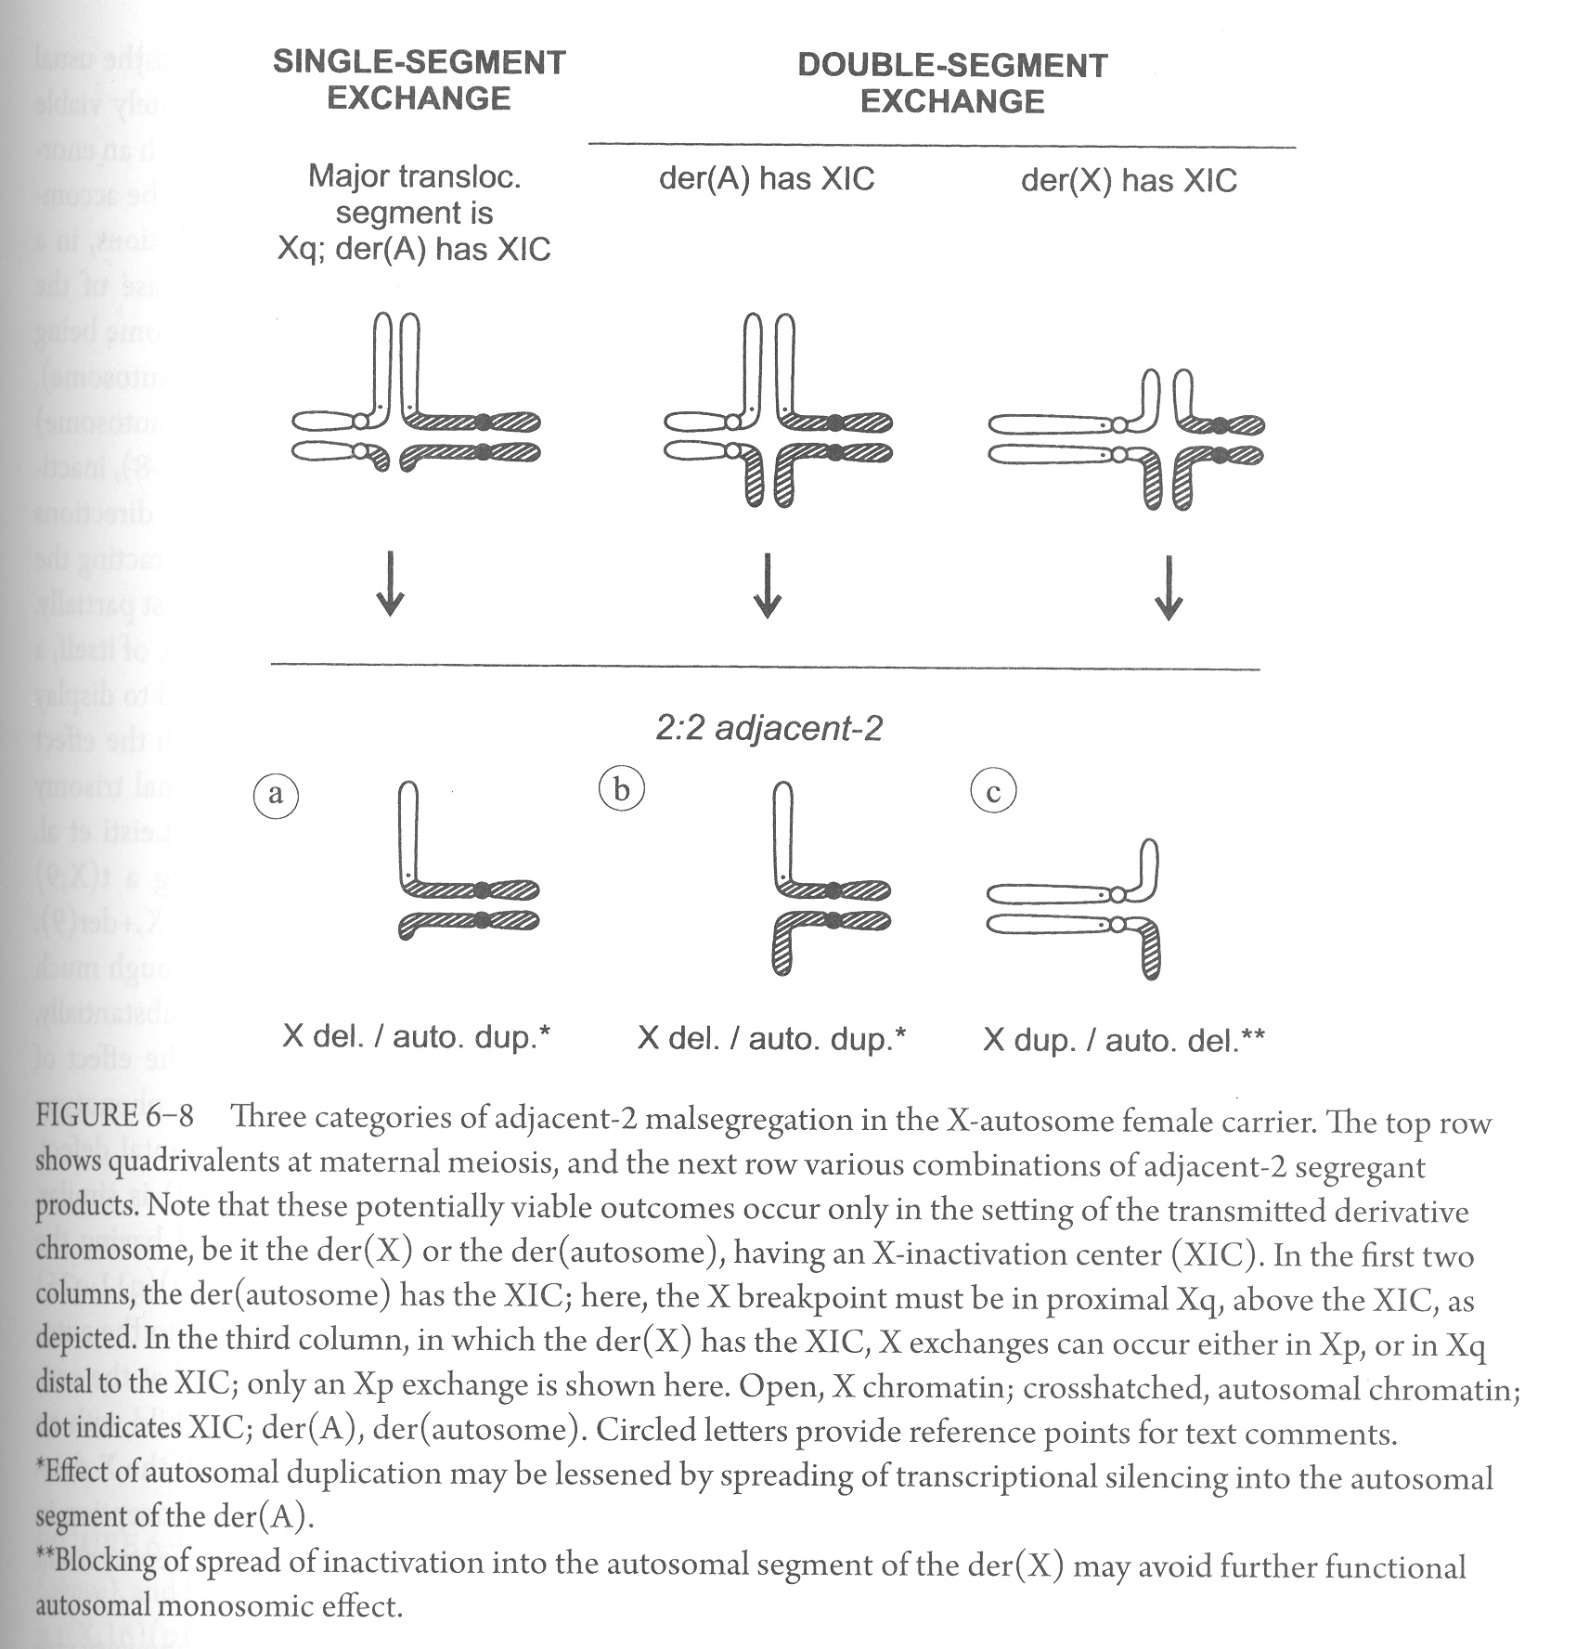 SINGLE-SEGMENT
EXCHANGE
DOUBLE-SEGMENT
EXCHANGE
Major transloc.
segment is
Xq; der(A) has XIC
der(A) has XIC
der(X) has XIC
2:2 adjacent-2
a
b
c
X del. / auto. dup.*
X del. / auto. dup.*
X dup. / auto. del.**
FIGURE 6–8 Three categories of adjacent-2 malsegregation in the X-autosome female carrier. The top row
shows quadrivalents at maternal meiosis, and the next row various combinations of adjacent-2 segregant
products. Note that these potentially viable outcomes occur only in the setting of the transmitted derivative
chromosome, be it the der(X) or the der(autosome), having an X-inactivation center (XIC). In the first two
columns, the der(autosome) has the XIC; here, the X breakpoint must be in proximal Xq, above the XIC, as
depicted. In the third column, in which the der(X) has the XIC, X exchanges can occur either in Xp, or in Xq
distal to the XIC; only an Xp exchange is shown here. Open, X chromatin; crosshatched, autosomal chromatin;
dot indicates XIC; der(A), der(autosome). Circled letters provide reference points for text comments.
*Effect of autosomal duplication may be lessened by spreading of transcriptional silencing into the autosomal
segment of the der(A).
**Blocking of spread of inactivation into the autosomal segment of the der(X) may avoid further functional
autosomal monosomic effect.